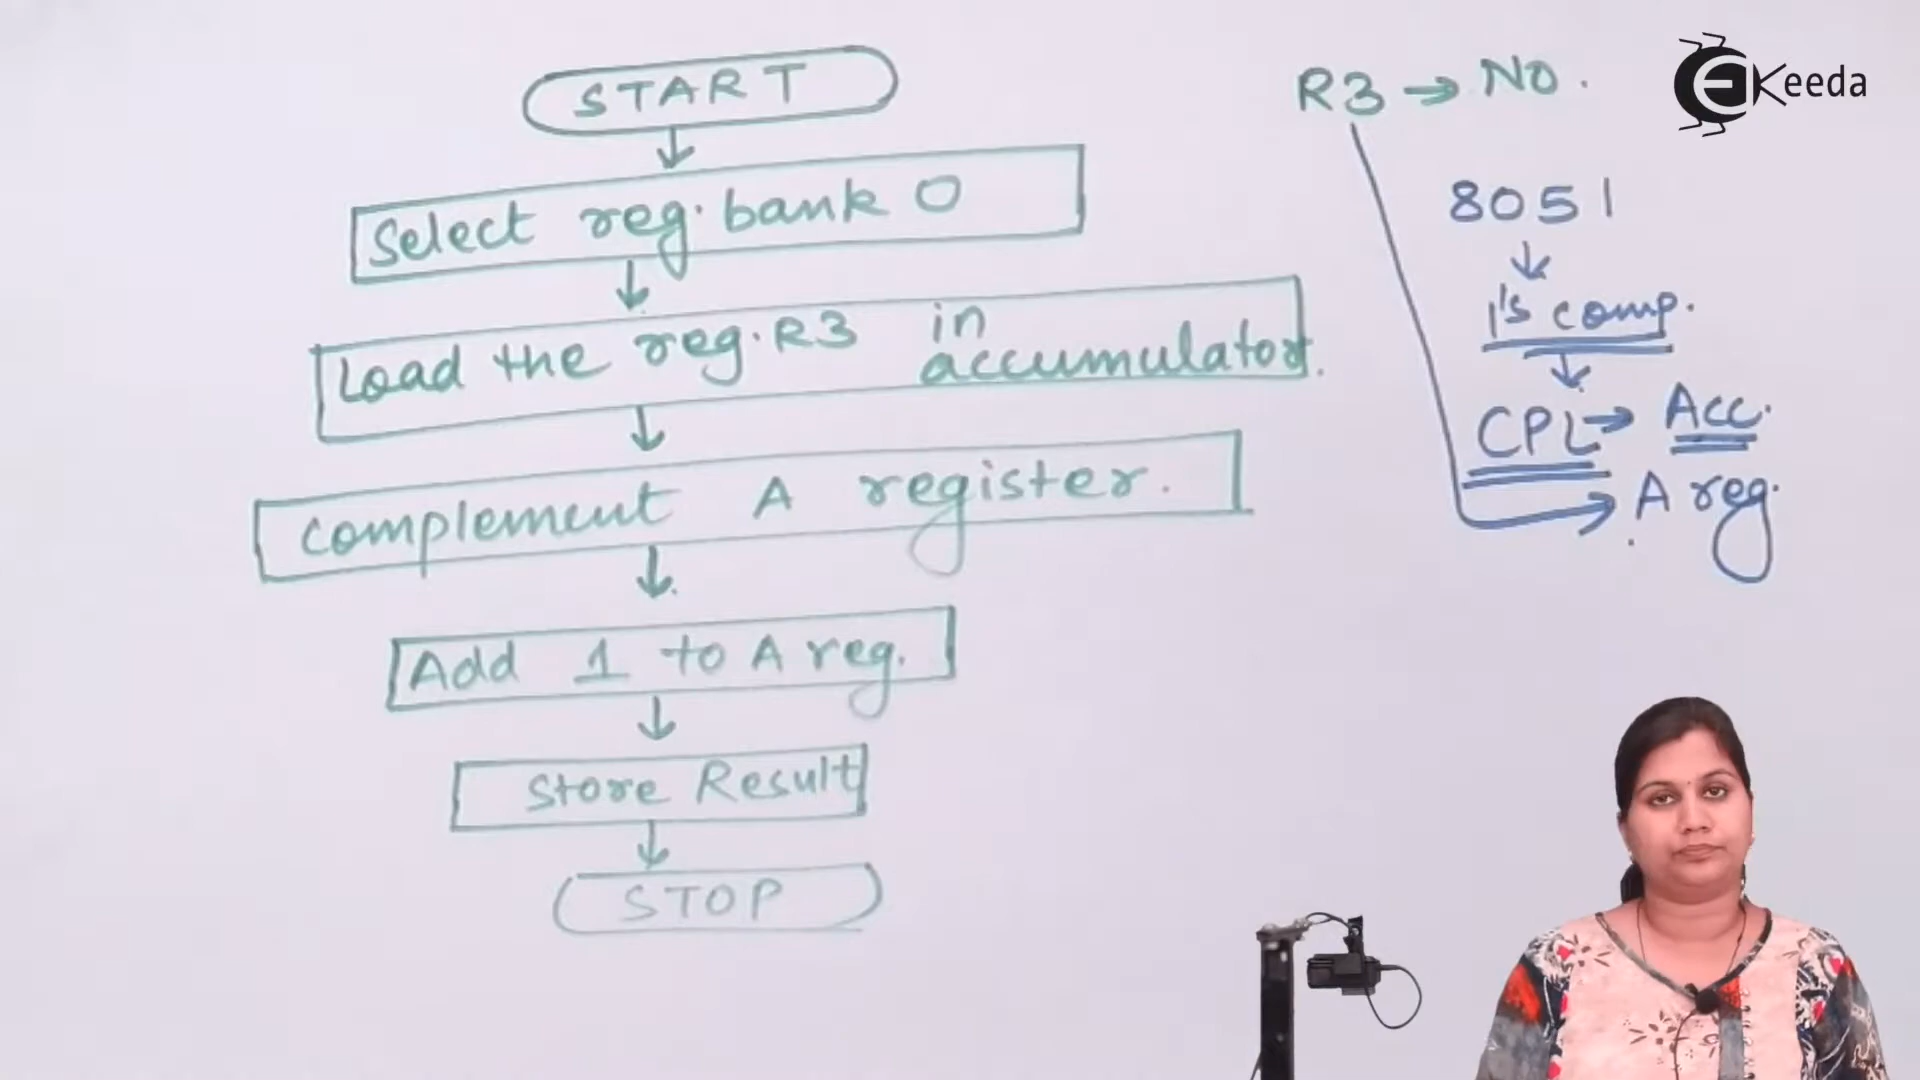 START
Select reg. bank 0
Load the reg. R3 in
accumulator.
complement A register.
Add 1 to A reg.
Store Result
STOP
R3 → No.
8051
1's comp.
CPL → Acc.
A reg.
EKeeda